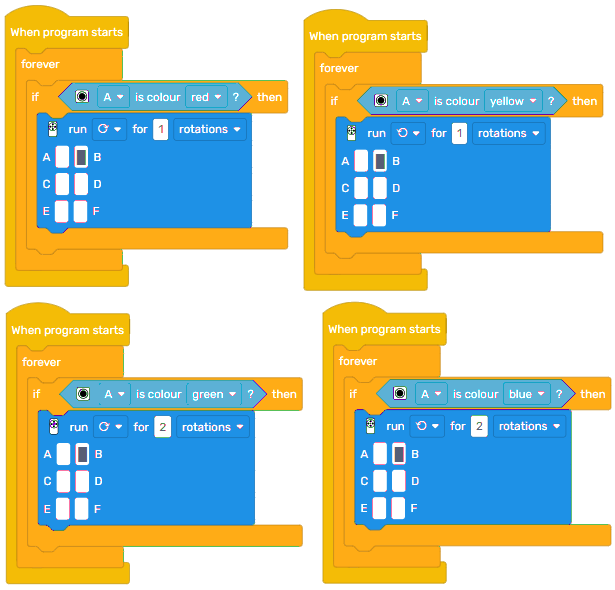 When program starts
forever
if A is colour red ? then
run for 1 rotations
A B
C D
E F
When program starts
forever
if A is colour yellow ? then
run for 1 rotations
A B
C D
E F
When program starts
forever
if A is colour green ? then
run for 2 rotations
A B
C D
E F
When program starts
forever
if A is colour blue ? then
run for 2 rotations
A B
C D
E F